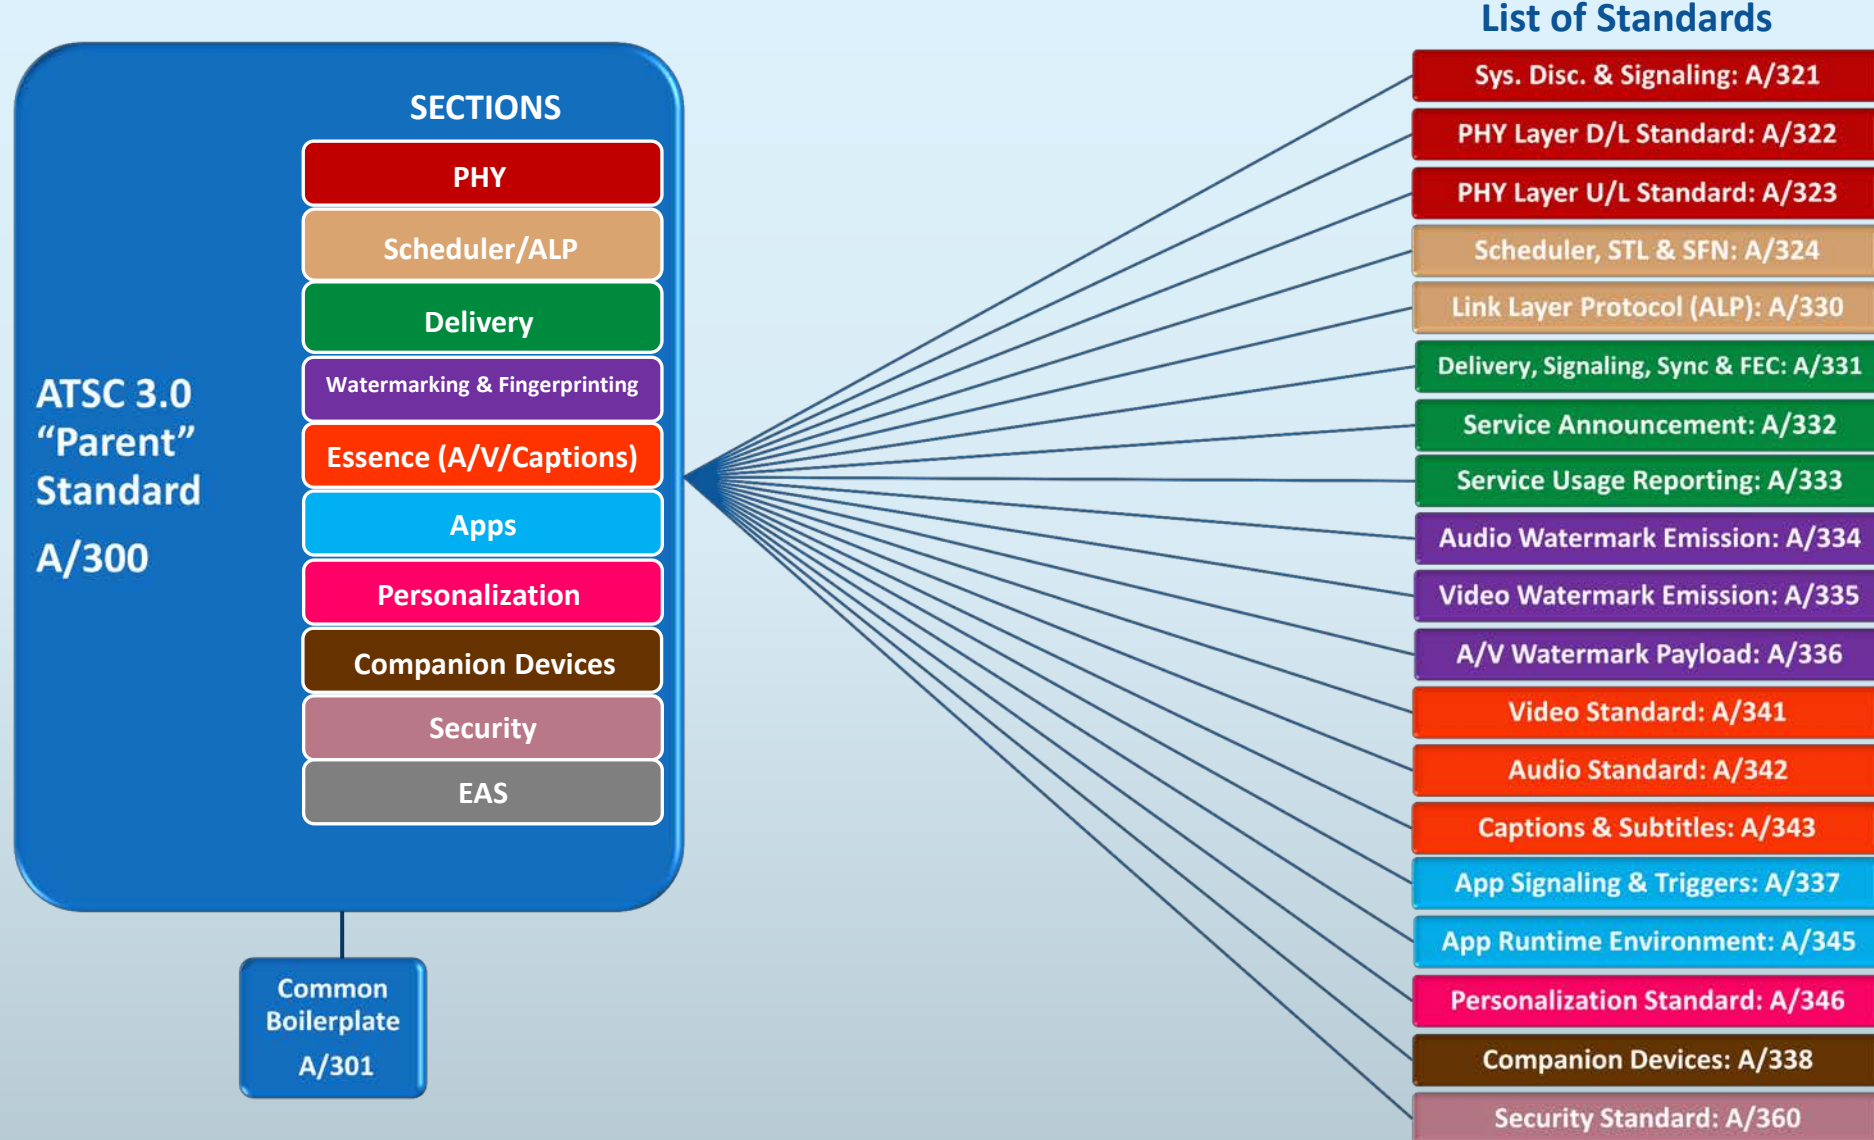 List of Standards
SECTIONS
PHY
Scheduler/ALP
Delivery
Watermarking & Fingerprinting
Essence (A/V/Captions)
Apps
Personalization
Companion Devices
Security
EAS
ATSC 3.0
“Parent”
Standard
A/300
Common
Boilerplate
A/301
Sys. Disc. & Signaling: A/321
PHY Layer D/L Standard: A/322
PHY Layer U/L Standard: A/323
Scheduler, STL & SFN: A/324
Link Layer Protocol (ALP): A/330
Delivery, Signaling, Sync & FEC: A/331
Service Announcement: A/332
Service Usage Reporting: A/333
Audio Watermark Emission: A/334
Video Watermark Emission: A/335
A/V Watermark Payload: A/336
Video Standard: A/341
Audio Standard: A/342
Captions & Subtitles: A/343
App Signaling & Triggers: A/337
App Runtime Environment: A/345
Personalization Standard: A/346
Companion Devices: A/338
Security Standard: A/360